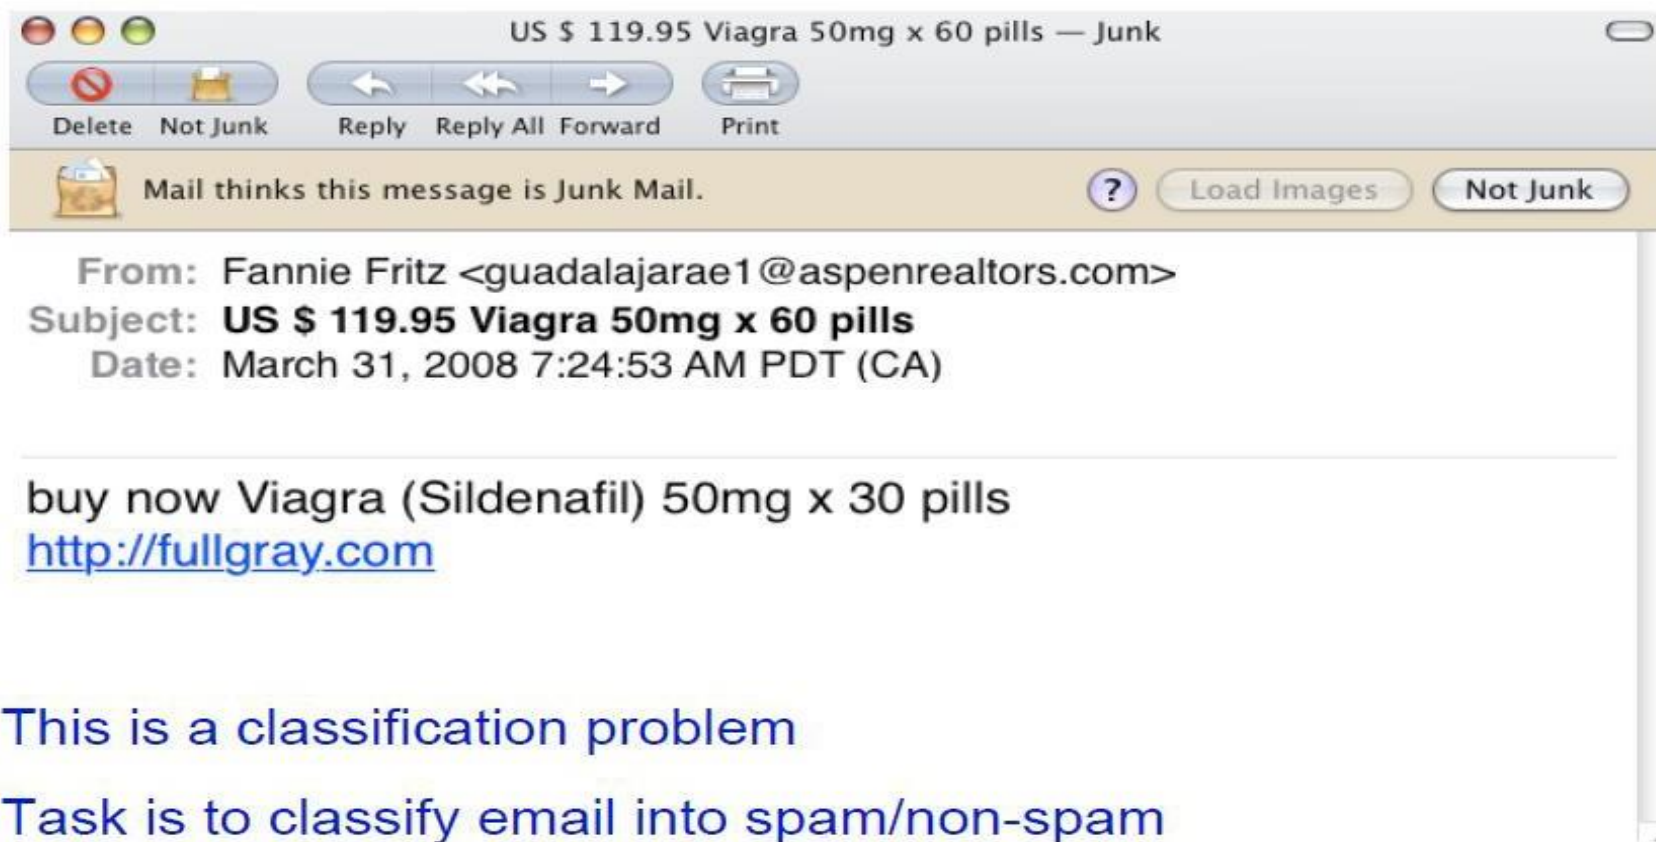 US $ 119.95 Viagra 50mg x 60 pills — Junk
Delete Not Junk Reply Reply All Forward Print
Mail thinks this message is Junk Mail. ? Load Images Not Junk
From: Fannie Fritz <guadalajarae1@aspenrealtors.com>
Subject: US $ 119.95 Viagra 50mg x 60 pills
Date: March 31, 2008 7:24:53 AM PDT (CA)
buy now Viagra (Sildenafil) 50mg x 30 pills
http://fullgray.com
This is a classification problem
Task is to classify email into spam/non-spam